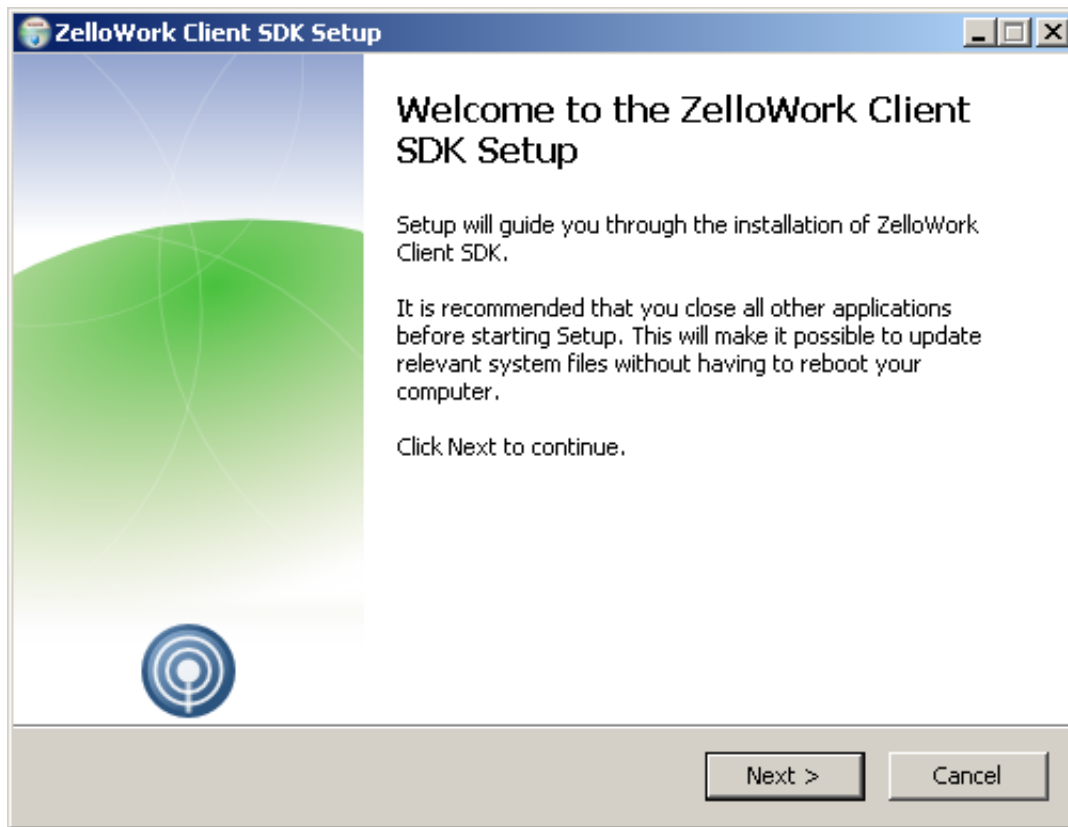 ZelloWork Client SDK Setup
Welcome to the ZelloWork Client
SDK Setup
Setup will guide you through the installation of ZelloWork
Client SDK.
It is recommended that you close all other applications
before starting Setup. This will make it possible to update
relevant system files without having to reboot your
computer.
Click Next to continue.
Next >
Cancel